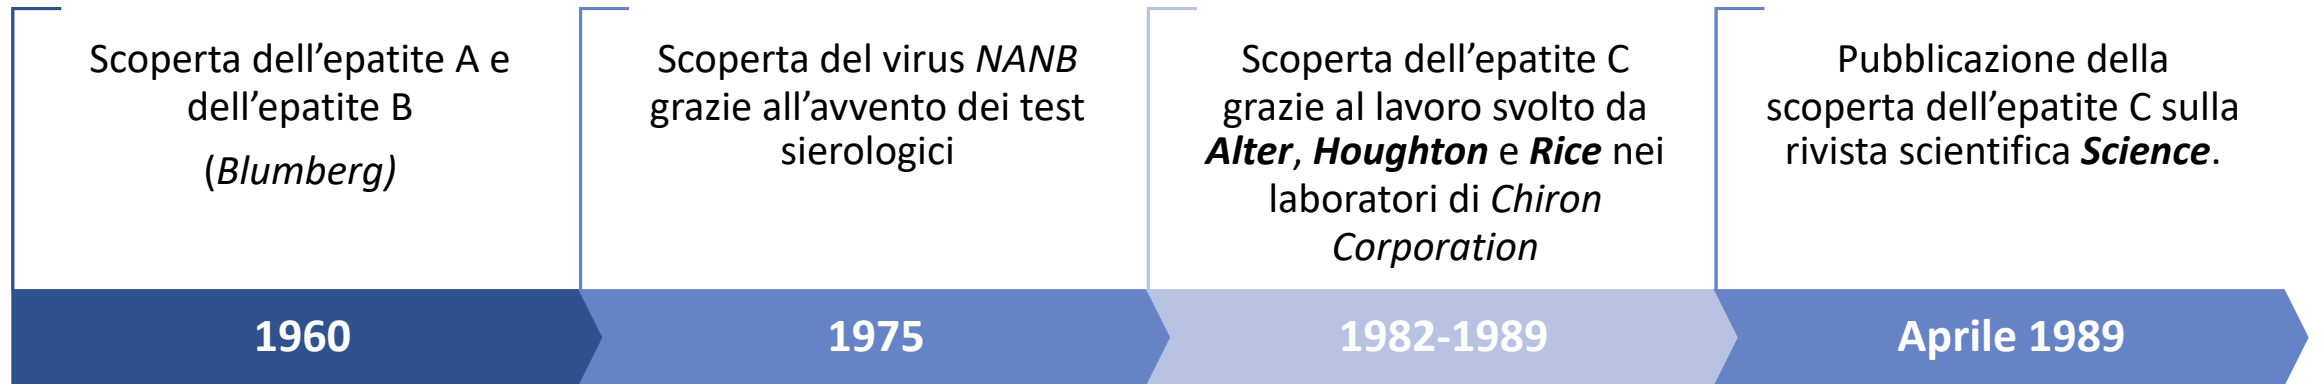 Scoperta dell’epatite A e
dell’epatite B
(Blumberg)
1960
Scoperta del virus NANB
grazie all’avvento dei test
sierologici
1975
Scoperta dell’epatite C
grazie al lavoro svolto da
Alter, Houghton e Rice nei
laboratori di Chiron
Corporation
1982-1989
Pubblicazione della
scoperta dell’epatite C sulla
rivista scientifica Science.
Aprile 1989